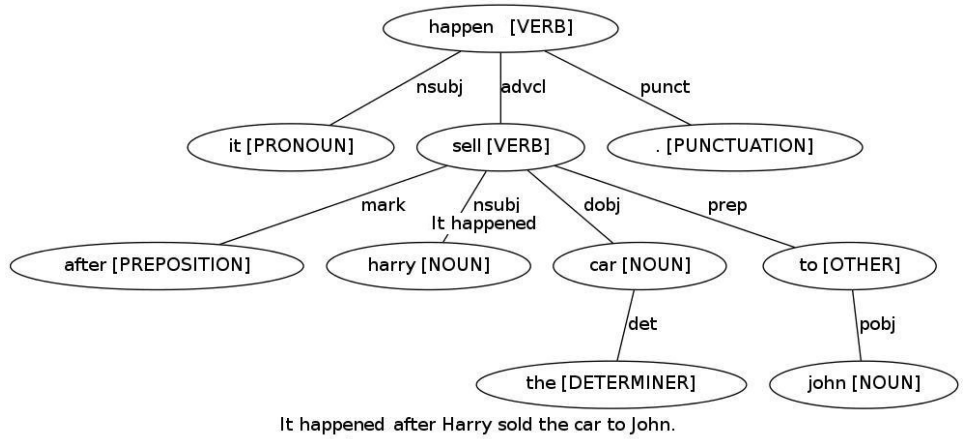 happen [VERB]
nsubj advcl punct
it [PRONOUN] sell [VERB] . [PUNCTUATION]
mark nsubj dobj prep
It happened
after [PREPOSITION] harry [NOUN] car [NOUN] to [OTHER]
det pobj
the [DETERMINER] john [NOUN]
It happened after Harry sold the car to John.